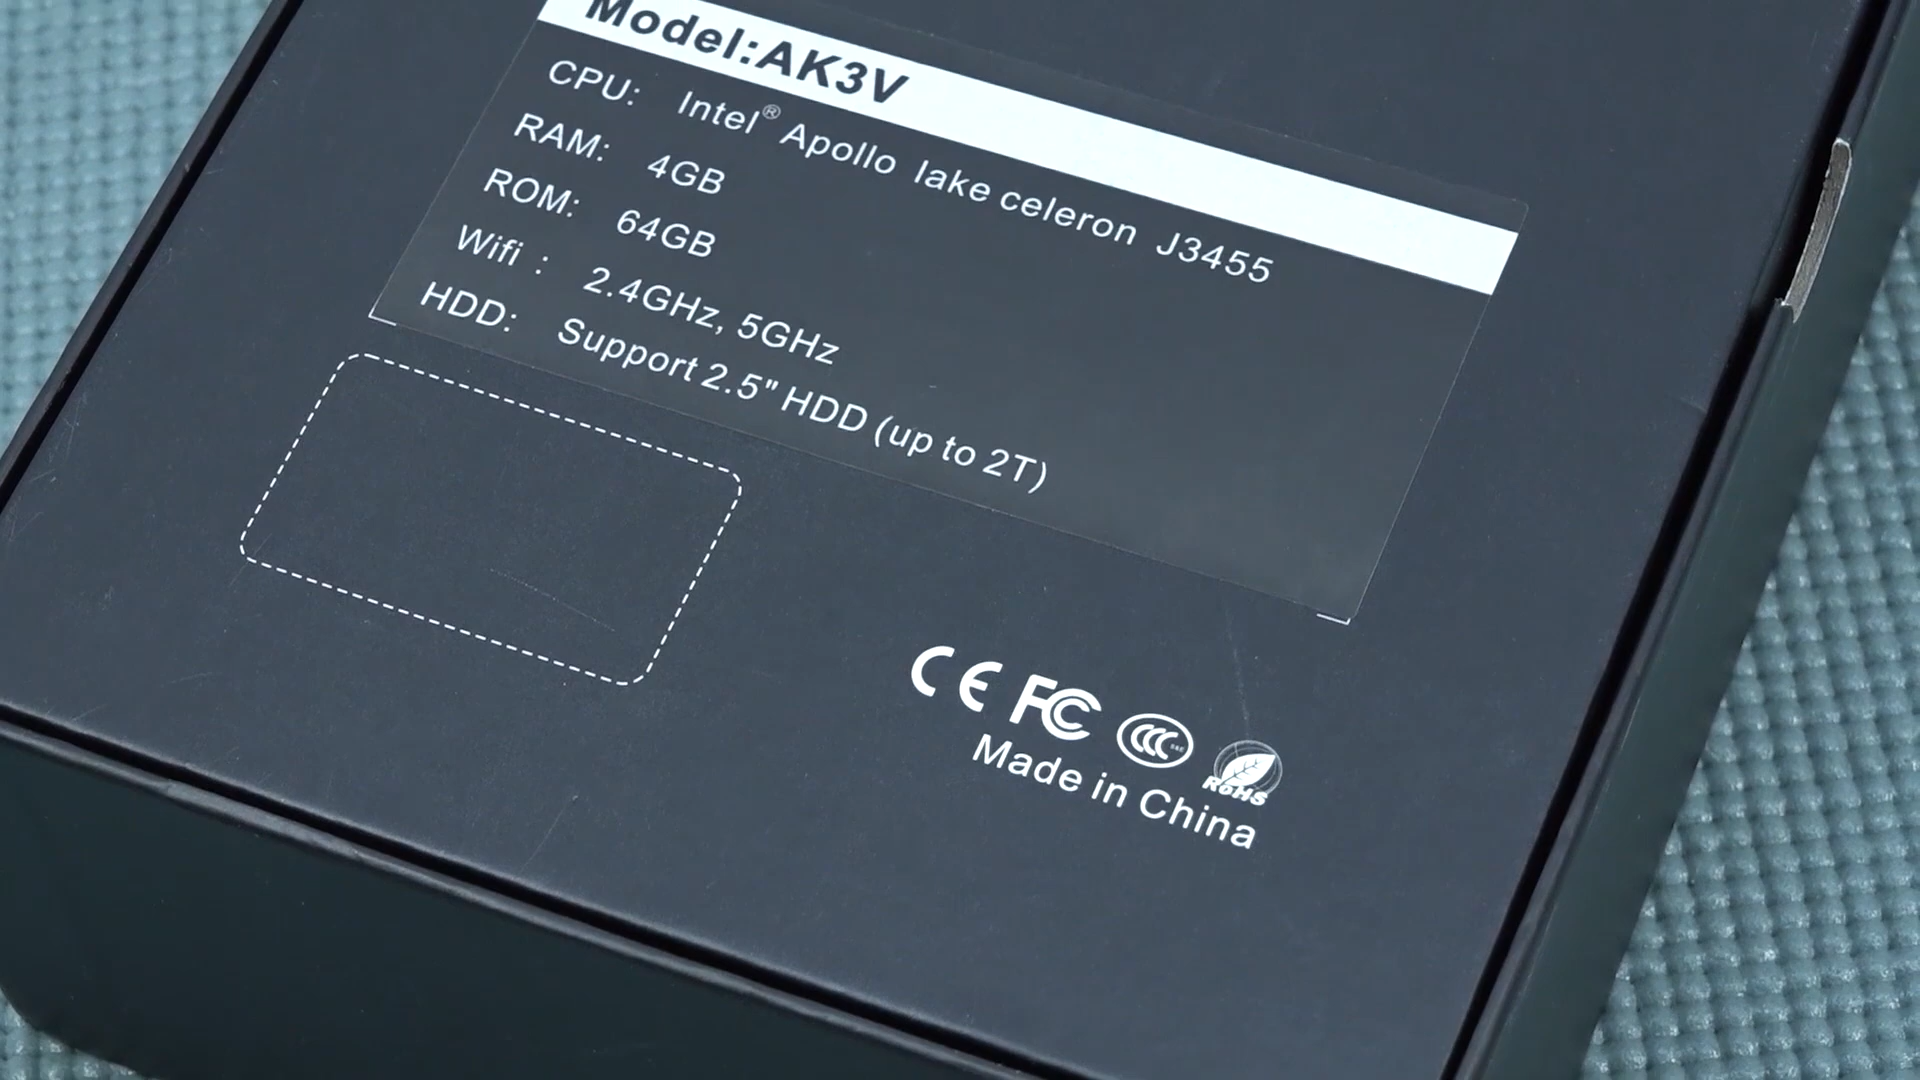 Model:AK3V
CPU: Intel® Apollo lake celeron J3455
RAM: 4GB
ROM: 64GB
Wifi : 2.4GHz, 5GHz
HDD: Support 2.5" HDD (up to 2T)
CE FC CCC RoHS
Made in China